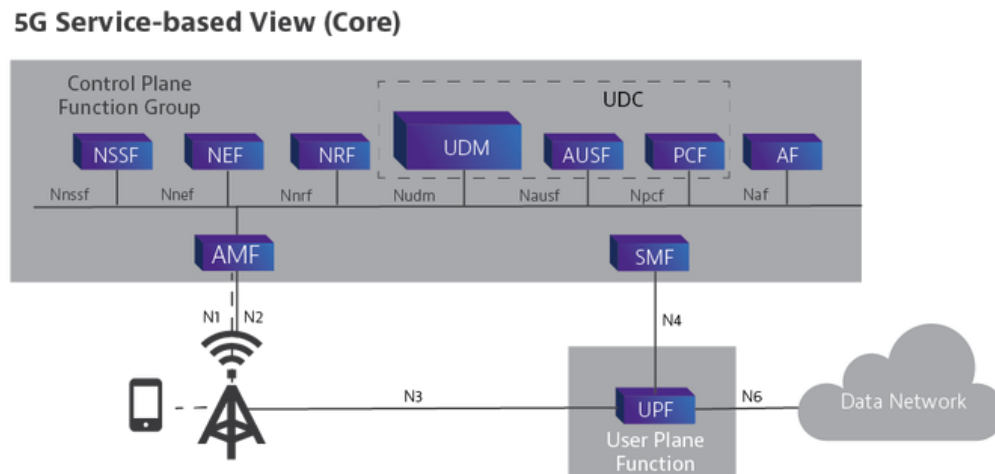 5G Service-based View (Core)
Control Plane
Function Group
UDC
NSSF
NEF
NRF
UDM
AUSF
PCF
AF
Nnssf
Nnef
Nnrf
Nudm
Nausf
Npcf
Naf
AMF
SMF
N1
N2
N4
N3
UPF
N6
Data Network
User Plane
Function